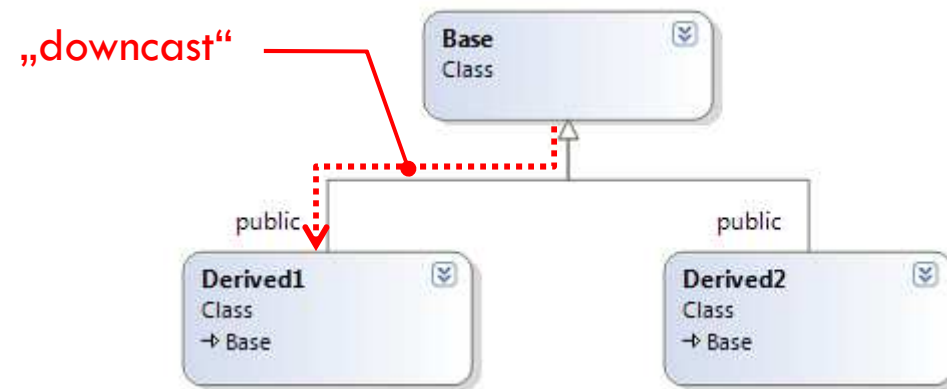 „downcast“
Base
Class
public
public
Derived1
Class
Base
Derived2
Class
Base